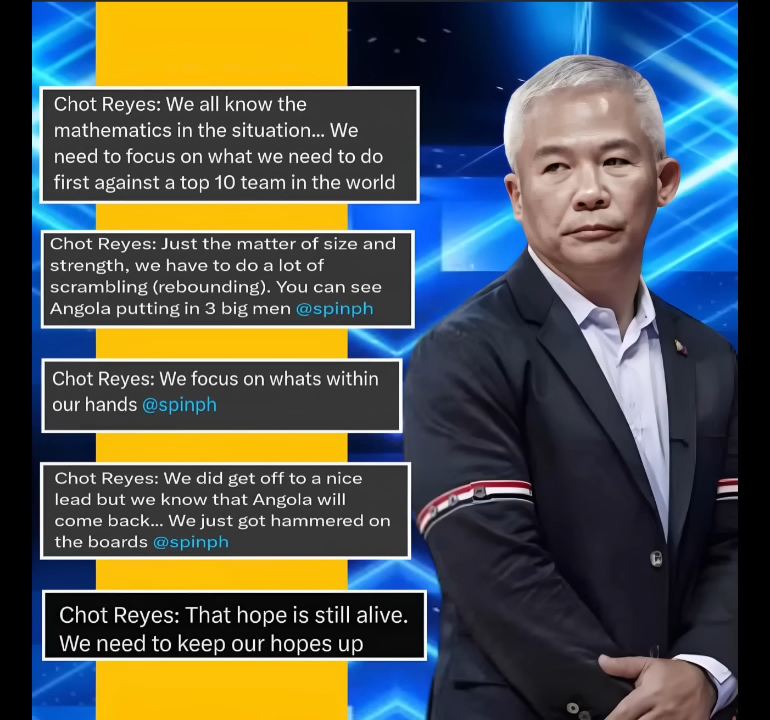 Chot Reyes: We all know the
mathematics in the situation... We
need to focus on what we need to do
first against a top 10 team in the world
Chot Reyes: Just the matter of size and
strength, we have to do a lot of
scrambling (rebounding). You can see
Angola putting in 3 big men @spinph
Chot Reyes: We focus on whats within
our hands @spinph
Chot Reyes: We did get off to a nice
lead but we know that Angola will
come back... We just got hammered on
the boards @spinph
Chot Reyes: That hope is still alive.
We need to keep our hopes up